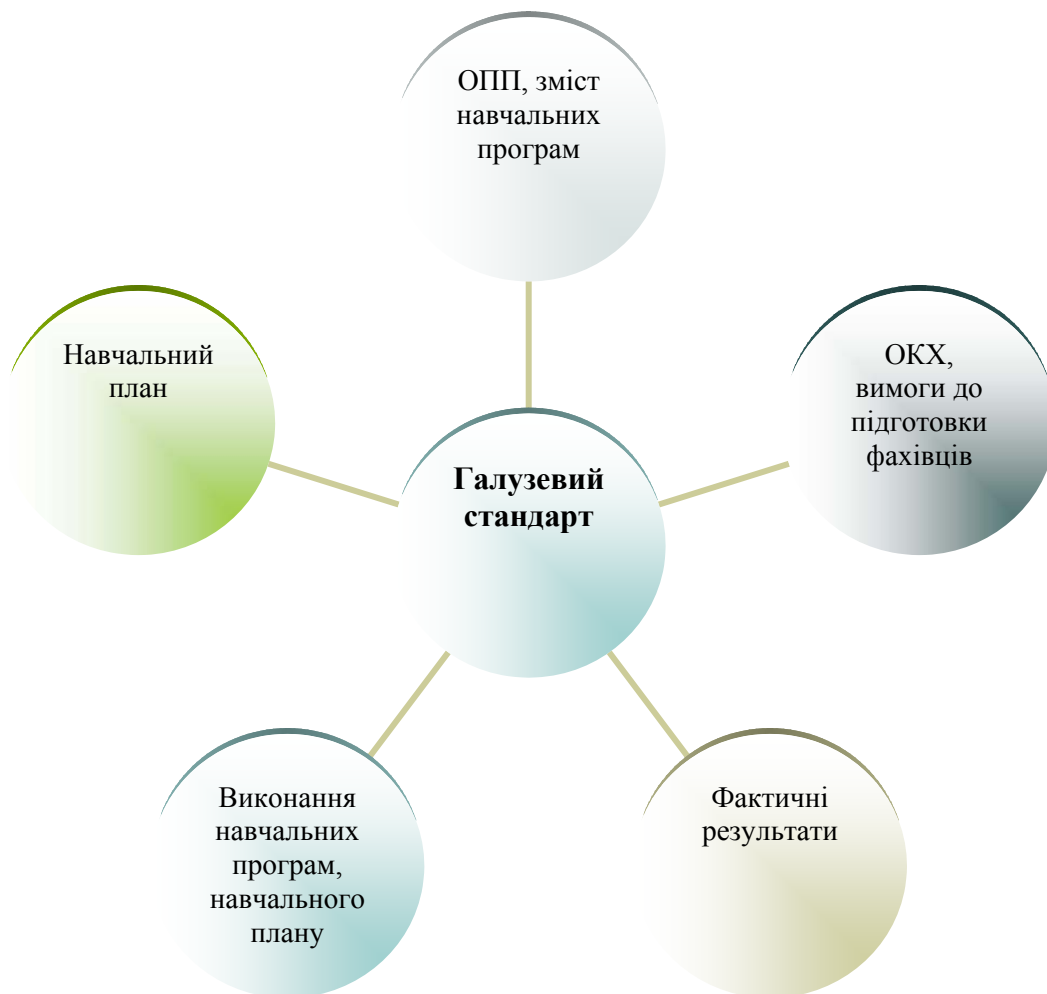 ОПП, зміст
навчальних
програм
Навчальний
план
ОКХ,
вимоги до
підготовки
фахівців
Галузевий
стандарт
Виконання
навчальних
програм,
навчального
плану
Фактичні
результати